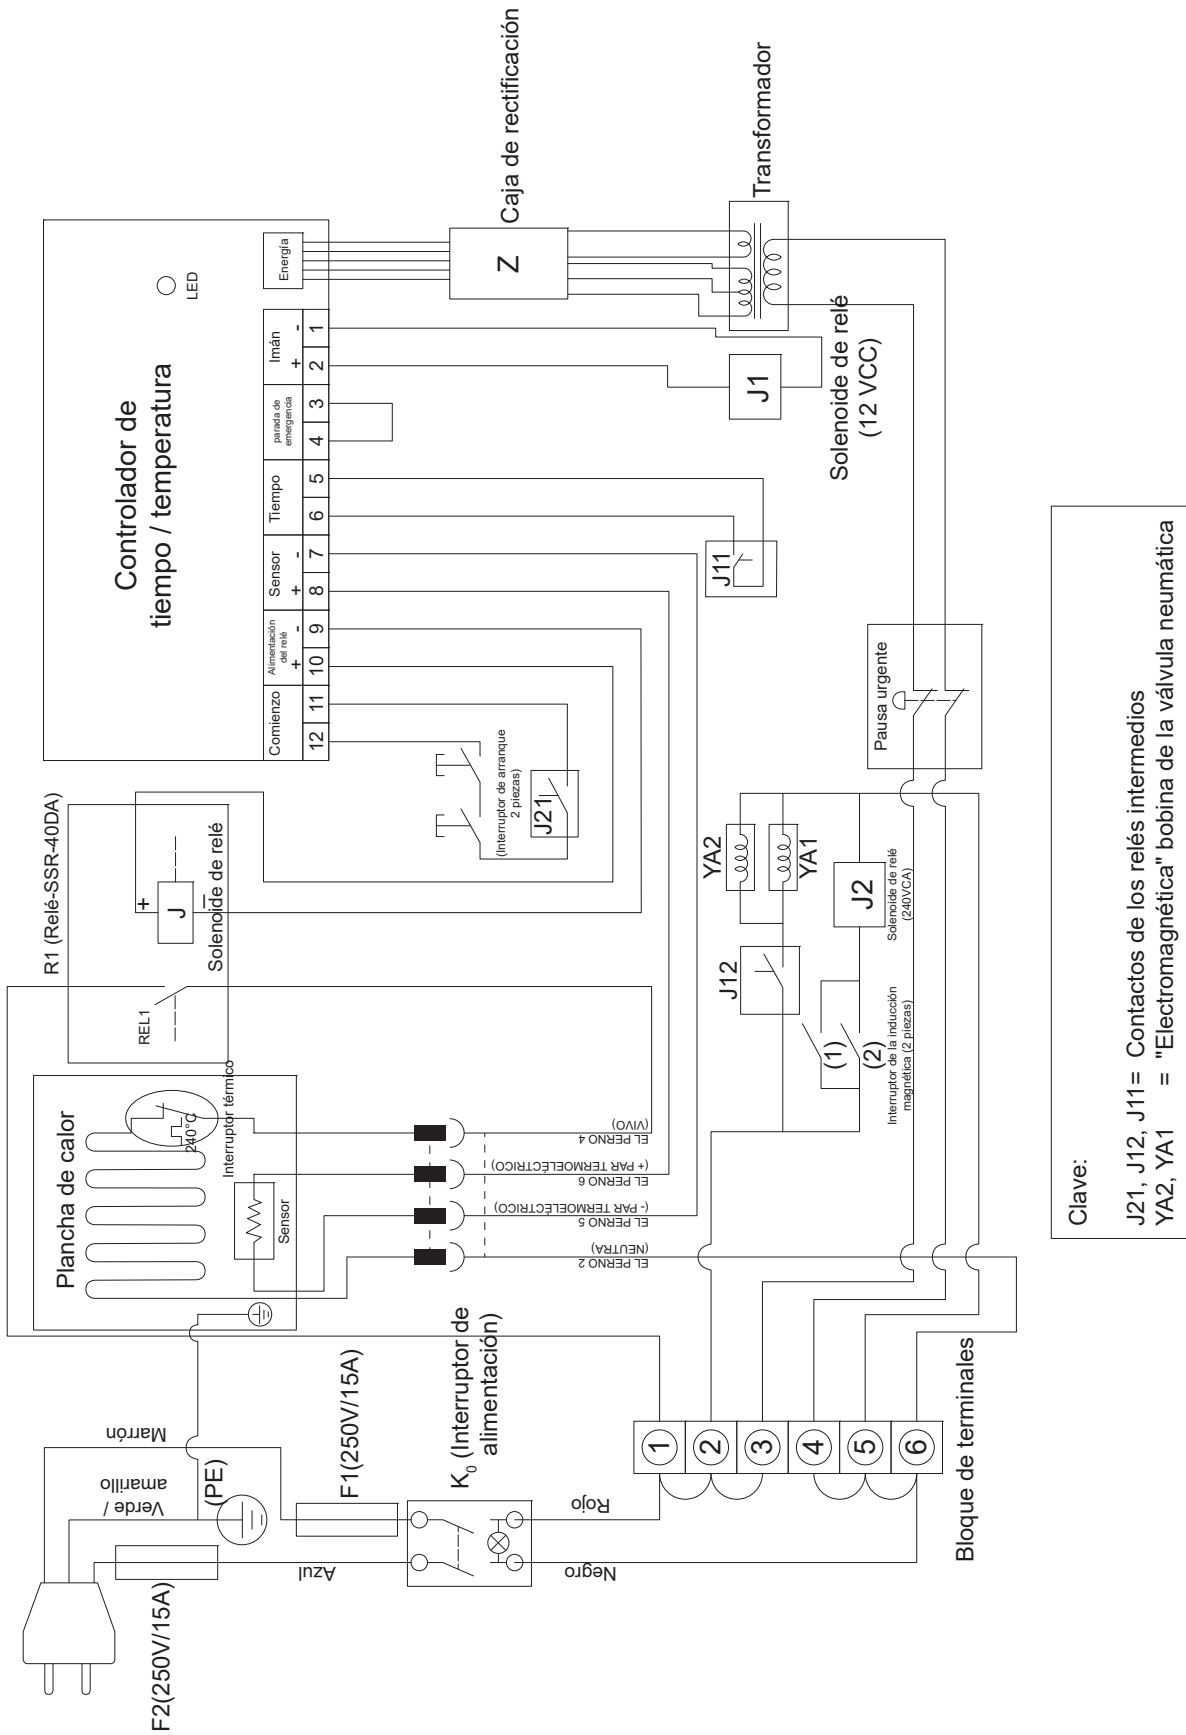 Controlador de
tiempo / temperatura
LED
Comienzo
Alimentación
del relé
+ -
Sensor
+ -
Tiempo
parada de
emergencia
Imán
+ -
Energía
12 11 10 9 8 7 6 5 4 3 2 1
Z
Caja de rectificación
Transformador
J1
Solenoide de relé
(12 VCC)
J11
(Interruptor de arranque
2 piezas)
J21
R1 (Relé-SSR-40DA)
REL1
+
J
-
Solenoide de relé
Plancha de calor
240°C
Interruptor térmico
Sensor
EL PERNO 4
(VIVO)
EL PERNO 6
(+ PAR TERMOELÉCTRICO)
EL PERNO 5
(- PAR TERMOELÉCTRICO)
EL PERNO 2
(NEUTRA)
YA2
YA1
J12
J2
Solenoide de relé
(240VCA)
(1)
(2)
Interruptor de la inducción
magnética (2 piezas)
Pausa urgente
Marrón
Verde /
amarillo
(PE)
Azul
F2(250V/15A)
F1(250V/15A)
K0 (Interruptor de
alimentación)
Rojo
Negro
1
2
3
4
5
6
Bloque de terminales
Clave:
J21, J12, J11= Contactos de los relés intermedios
YA2, YA1 = "Electromagnética" bobina de la válvula neumática